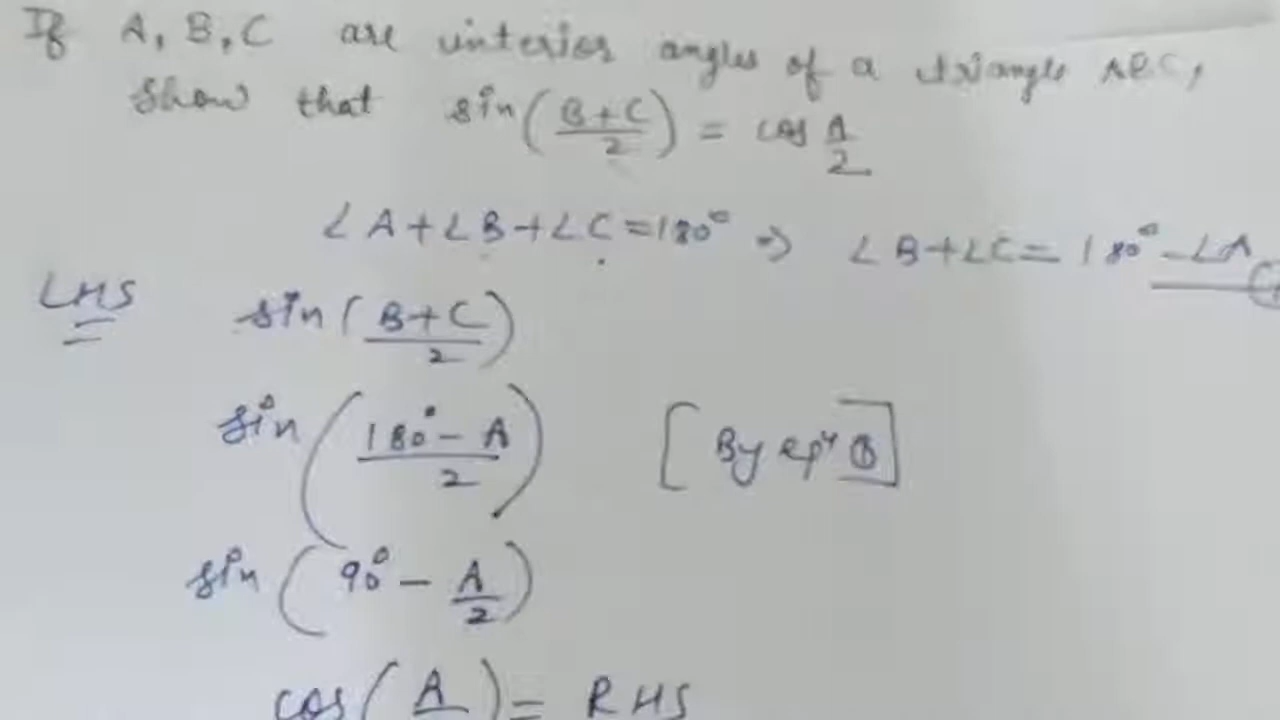 If A, B, C are interior angles of a triangle ABC,
Show that sin(B+C/2) = cos A/2
∠A+∠B+∠C=180° ⇒ ∠B+∠C= 180°-∠A
LHS sin(B+C/2)
sin(180°-A/2) [By eqⁿ ①]
sin(90°-A/2)
cos(A/)= RHS